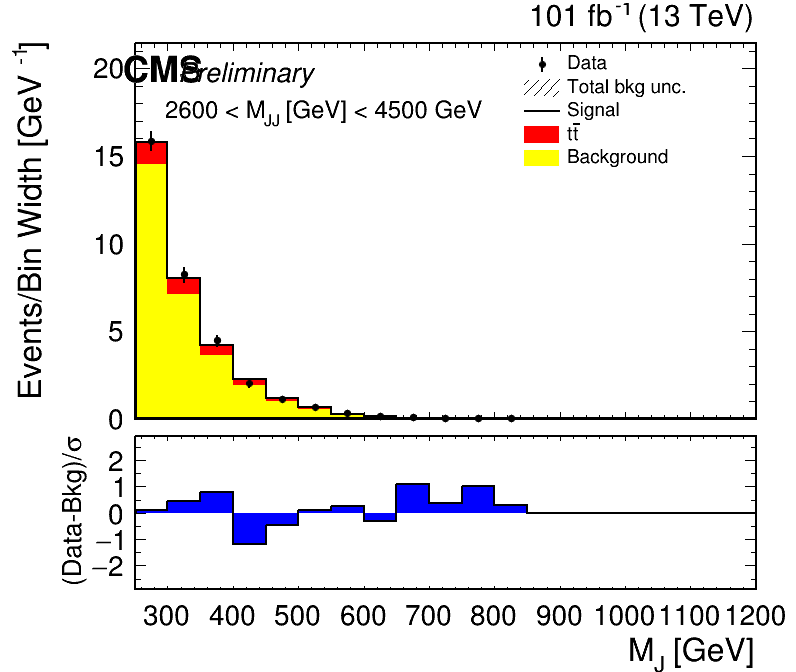 101 fb⁻¹ (13 TeV)
CMS Preliminary
2600 < M_JJ [GeV] < 4500 GeV
Data
Total bkg unc.
Signal
tt̄
Background
Events/Bin Width [GeV⁻¹]
20
15
10
5
0
(Data-Bkg)/σ
2
1
0
−1
−2
300 400 500 600 700 800 900 1000 1100 1200
M_J [GeV]